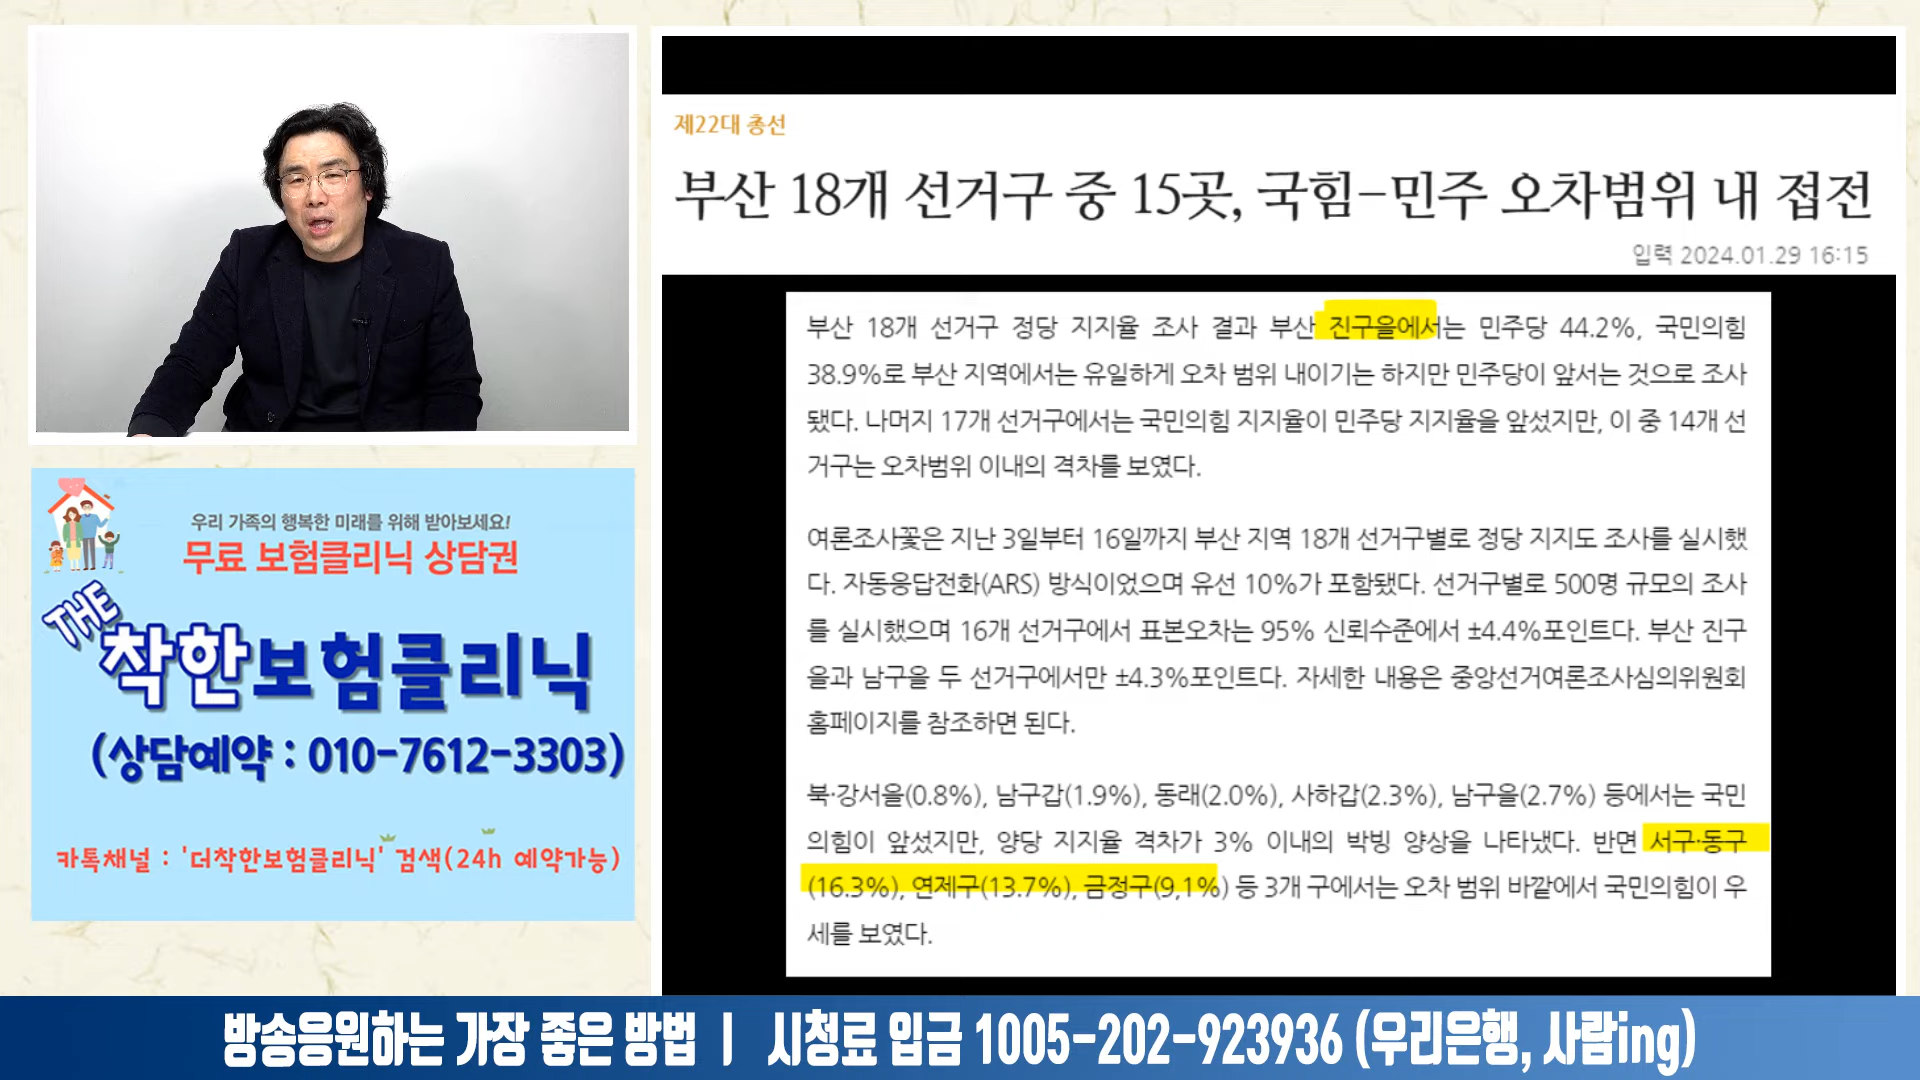 제22대 총선
부산 18개 선거구 중 15곳, 국힘-민주 오차범위 내 접전
입력 2024.01.29 16:15
부산 18개 선거구 정당 지지율 조사 결과 부산 진구을에서는 민주당 44.2%, 국민의힘
38.9%로 부산 지역에서는 유일하게 오차 범위 내이기는 하지만 민주당이 앞서는 것으로 조사
됐다. 나머지 17개 선거구에서는 국민의힘 지지율이 민주당 지지율을 앞섰지만, 이 중 14개 선
거구는 오차범위 이내의 격차를 보였다.
여론조사꽃은 지난 3일부터 16일까지 부산 지역 18개 선거구별로 정당 지지도 조사를 실시했
다. 자동응답전화(ARS) 방식이었으며 유선 10%가 포함됐다. 선거구별로 500명 규모의 조사
를 실시했으며 16개 선거구에서 표본오차는 95% 신뢰수준에서 ±4.4%포인트다. 부산 진구
을과 남구을 두 선거구에서만 ±4.3%포인트다. 자세한 내용은 중앙선거여론조사심의위원회
홈페이지를 참조하면 된다.
북·강서을(0.8%), 남구갑(1.9%), 동래(2.0%), 사하갑(2.3%), 남구을(2.7%) 등에서는 국민
의힘이 앞섰지만, 양당 지지율 격차가 3% 이내의 박빙 양상을 나타냈다. 반면 서구·동구
(16.3%), 연제구(13.7%), 금정구(9,1%) 등 3개 구에서는 오차 범위 바깥에서 국민의힘이 우
세를 보였다.
우리 가족의 행복한 미래를 위해 받아보세요!
무료 보험클리닉 상담권
THE
착한보험클리닉
(상담예약 : 010-7612-3303)
카톡채널 : '더착한보험클리닉' 검색(24h 예약가능)
방송응원하는 가장 좋은 방법 ㅣ 시청료 입금 1005-202-923936 (우리은행, 사람ing)